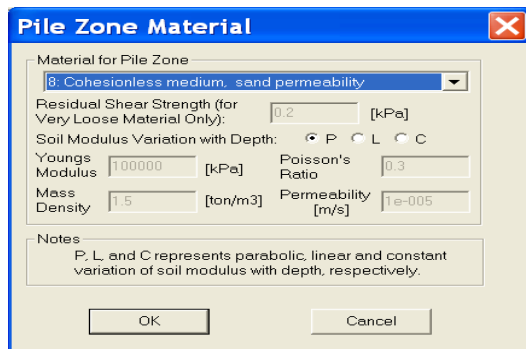 Pile Zone Material
Material for Pile Zone
8: Cohesionless medium, sand permeability
Residual Shear Strength (for
Very Loose Material Only): 0.2 [kPa]
Soil Modulus Variation with Depth: P L C
Youngs
Modulus 100000 [kPa] Poisson's
Ratio 0.3
Mass
Density 1.5 [ton/m3] Permeability
[m/s] 1e-005
Notes
P, L, and C represents parabolic, linear and constant
variation of soil modulus with depth, respectively.
OK Cancel